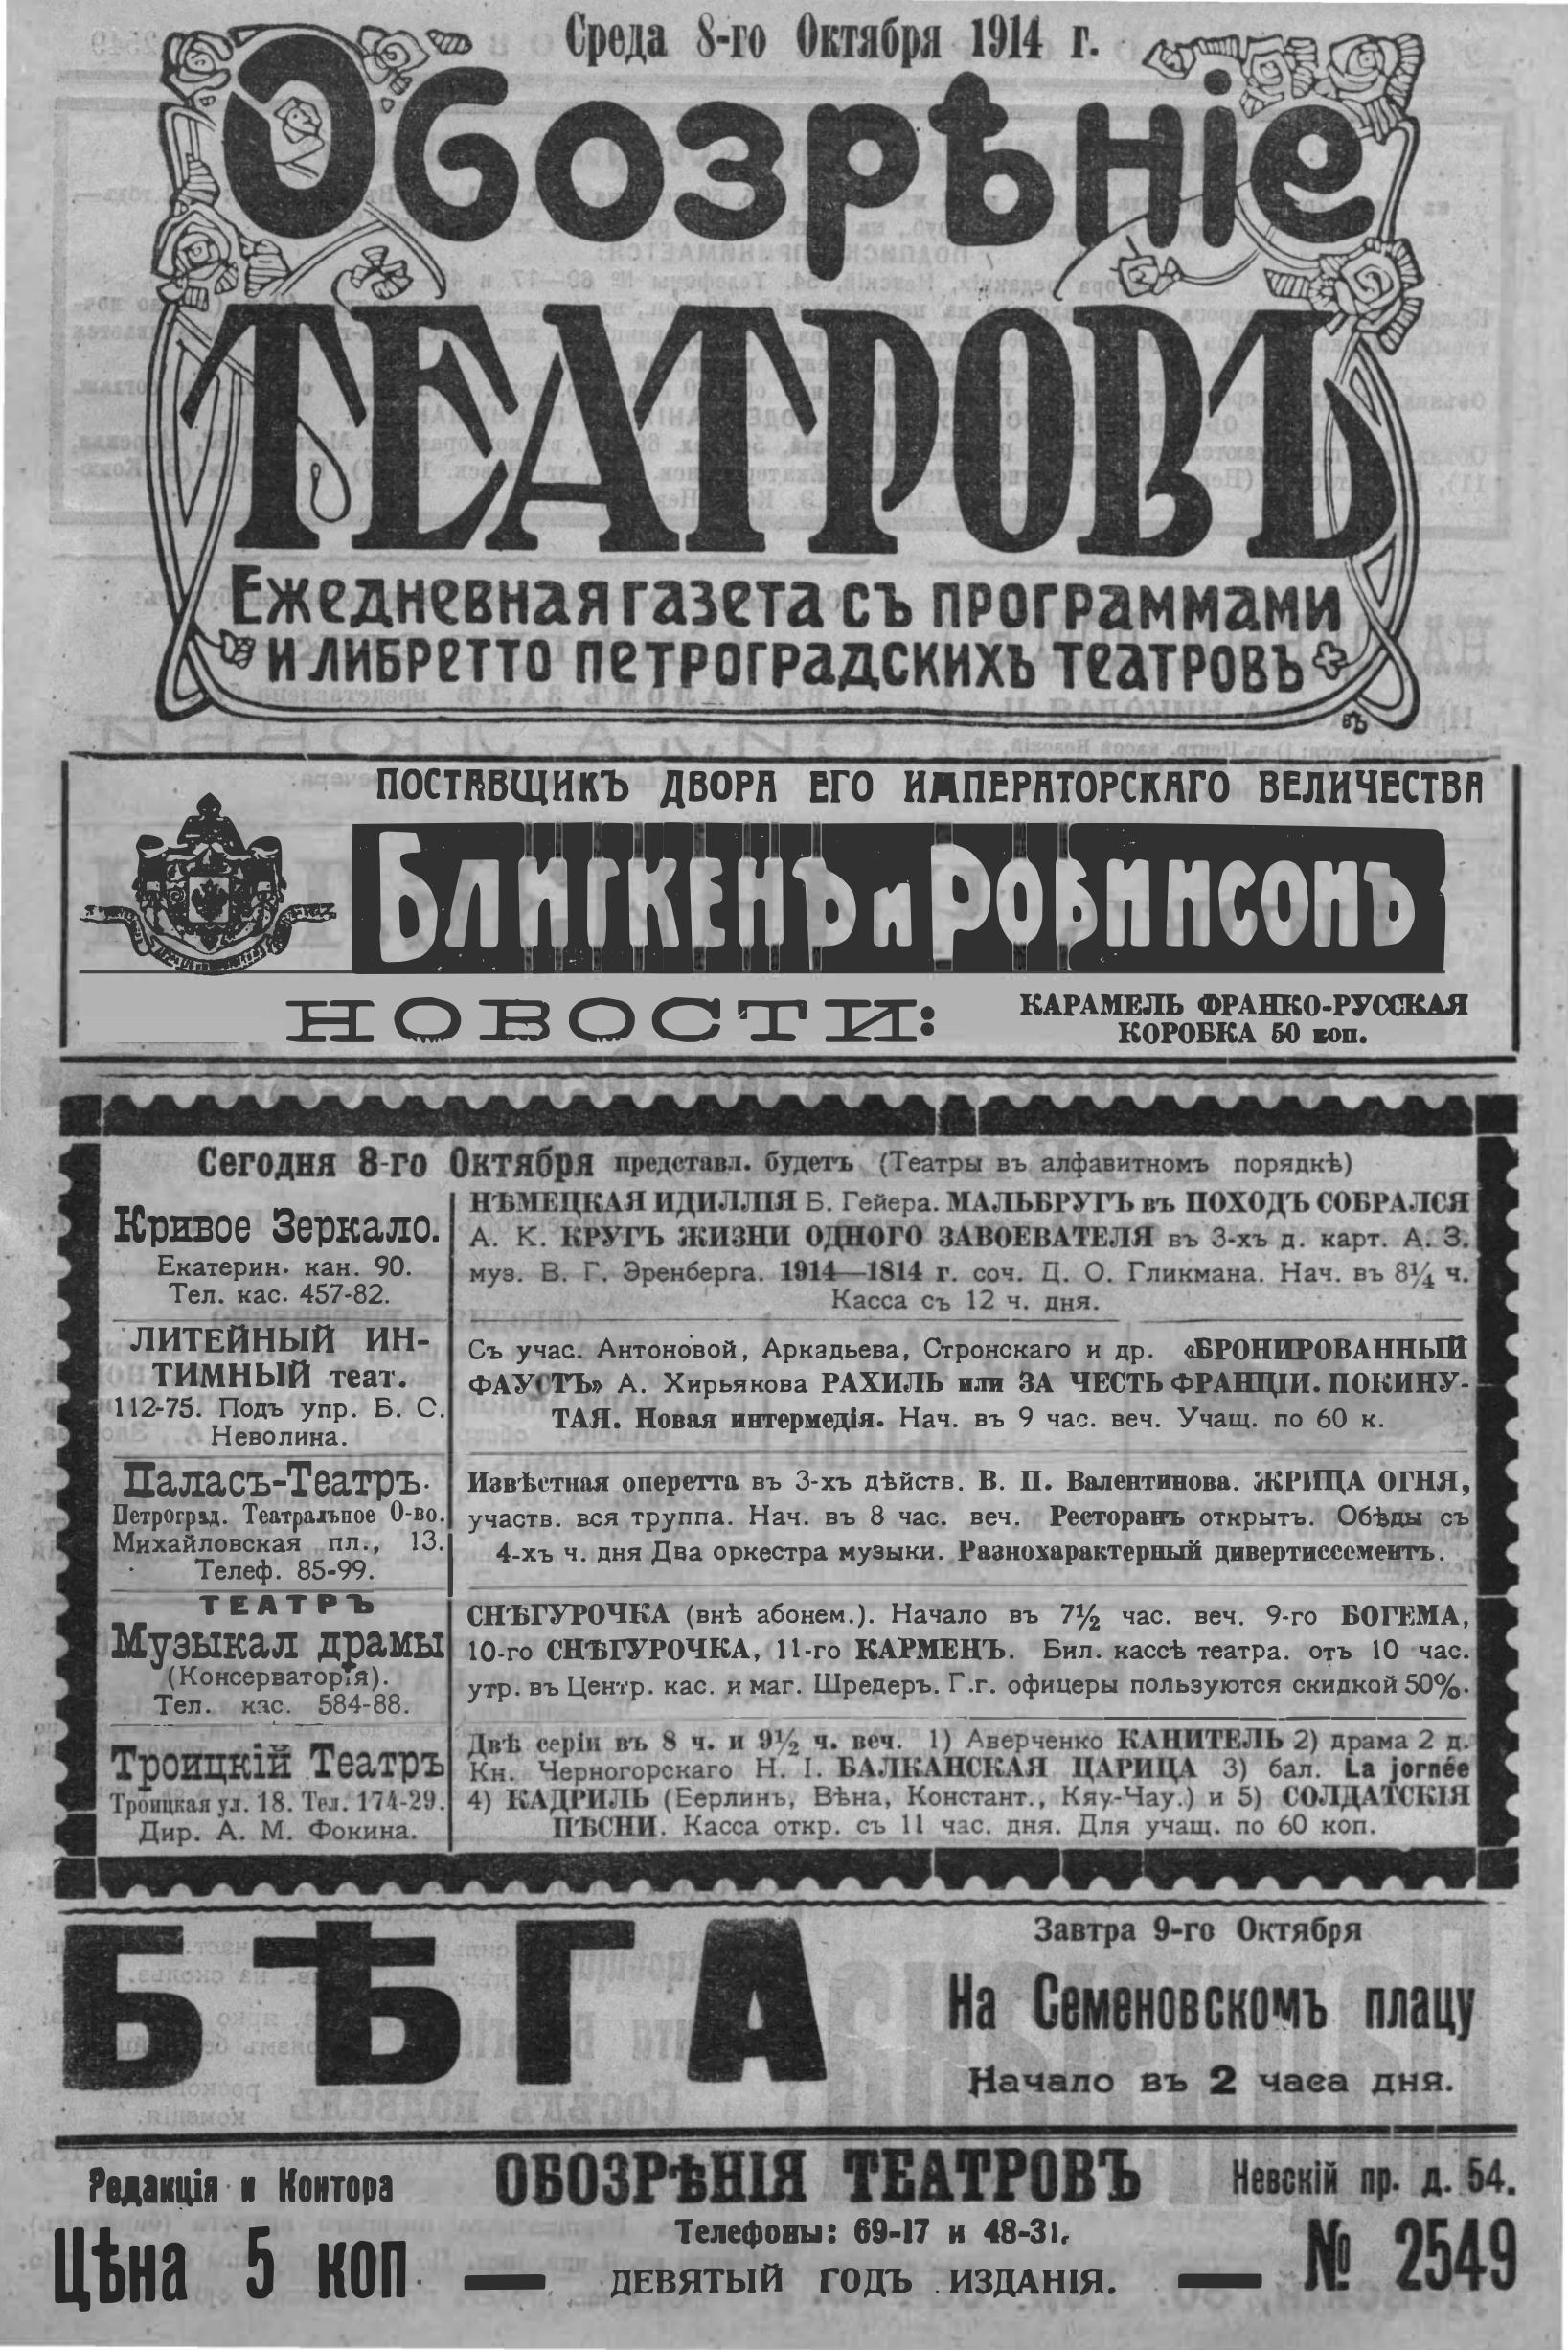 Среда 8-го Октября 1914 г.
Обозрѣніе
ТЕАТРОВЪ
Ежедневная газета съ программами
и либретто петроградскихъ театровъ
ПОСТАВЩИКЪ ДВОРА ЕГО ИМПЕРАТОРСКАГО ВЕЛИЧЕСТВА
БЛИГКЕНЪ и РОБИНСОНЪ
НОВОСТИ:
КАРАМЕЛЬ ФРАНКО-РУССКАЯ
КОРОБКА 50 коп.
Сегодня 8-го Октября представл. будетъ (Театры въ алфавитномъ порядкѣ)
Кривое Зеркало.
Екатерин. кан. 90.
Тел. кас. 457-82.
НѢМЕЦКАЯ ИДИЛЛІЯ Б. Гейера. МАЛЬБРУГЪ въ ПОХОДЪ СОБРАЛСЯ
А. К. КРУГЪ ЖИЗНИ ОДНОГО ЗАВОЕВАТЕЛЯ въ 3-хъ д. карт. А. З.
муз. В. Г. Эренберга. 1914—1814 г. соч. Д. О. Гликмана. Нач. въ 8¼ ч.
Касса съ 12 ч. дня.
ЛИТЕЙНЫЙ ИН-
ТИМНЫЙ теат.
112-75. Подъ упр. Б. С.
Неволина.
Съ учас. Антоновой, Аркадьева, Стронскаго и др. «БРОНИРОВАННЫЙ
ФАУСТЪ» А. Хирьякова РАХИЛЬ или ЗА ЧЕСТЬ ФРАНЦІИ. ПОКИНУ-
ТАЯ. Новая интермедія. Нач. въ 9 час. веч. Учащ. по 60 к.
Паласъ-Театръ.
Петроград. Театральное О-во.
Михайловская пл., 13.
Телеф. 85-99.
Извѣстная оперетта въ 3-хъ дѣйств. В. П. Валентинова. ЖРИЦА ОГНЯ,
участв. вся труппа. Нач. въ 8 час. веч. Ресторанъ открытъ. Обѣды съ
4-хъ ч. дня Два оркестра музыки. Разнохарактерный дивертиссементъ.
ТЕАТРЪ
Музыкал драмы
(Консерваторія).
Тел. кас. 584-88.
СНѢГУРОЧКА (внѣ абонем.). Начало въ 7½ час. веч. 9-го БОГЕМА,
10-го СНѢГУРОЧКА, 11-го КАРМЕНЪ. Бил. кассѣ театра. отъ 10 час.
утр. въ Центр. кас. и маг. Шредеръ. Г.г. офицеры пользуются скидкой 50%.
Троицкій Театръ
Троицкая ул. 18. Тел. 174-29.
Дир. А. М. Фокина.
Двѣ серіи въ 8 ч. и 9½ ч. веч. 1) Аверченко КАНИТЕЛЬ 2) драма 2 д.
Кн. Черногорскаго Н. І. БАЛКАНСКАЯ ЦАРИЦА 3) бал. La jornée
4) КАДРИЛЬ (Берлинъ, Вѣна, Констант., Кяу-Чау.) и 5) СОЛДАТСКІЯ
ПѢСНИ. Касса откр. съ 11 час. дня. Для учащ. по 60 коп.
БѢГА
Завтра 9-го Октября
На Семеновскомъ плацу
Начало въ 2 часа дня.
Редакція и Контора
ОБОЗРѢНІЯ ТЕАТРОВЪ
Невскій пр. д. 54.
Телефоны: 69-17 и 48-31.
Цѣна 5 коп
— ДЕВЯТЫЙ ГОДЪ ИЗДАНІЯ. —
№ 2549